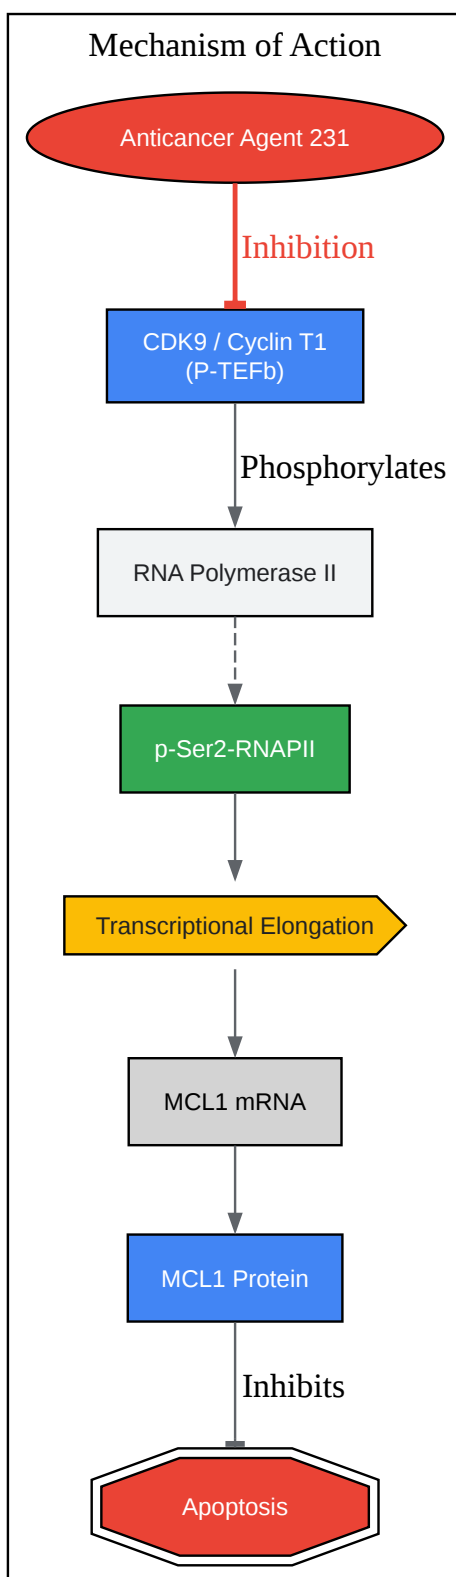 Mechanism of Action
Anticancer Agent 231
Inhibition
CDK9 / Cyclin T1
(P-TEFb)
Phosphorylates
RNA Polymerase II
p-Ser2-RNAPII
Transcriptional Elongation
MCL1 mRNA
MCL1 Protein
Inhibits
Apoptosis